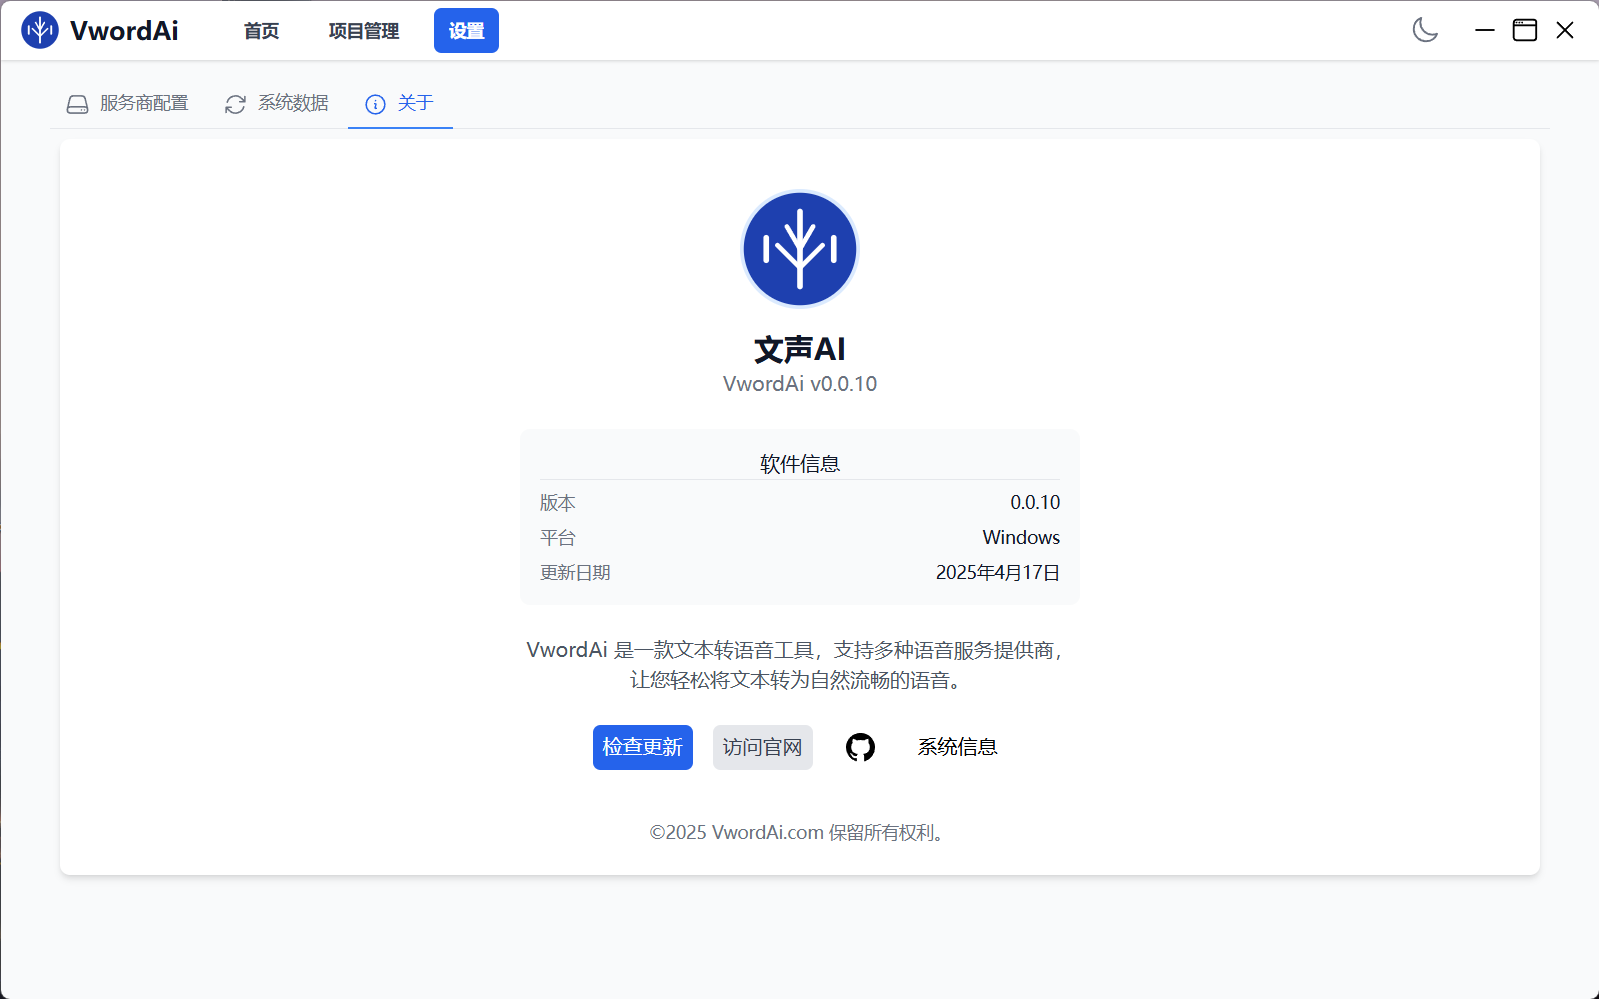 VwordAi 首页 项目管理 设置
服务商配置 系统数据 关于
文声AI
VwordAi v0.0.10
软件信息
版本 0.0.10
平台 Windows
更新日期 2025年4月17日
VwordAi 是一款文本转语音工具，支持多种语音服务提供商，
让您轻松将文本转为自然流畅的语音。
检查更新 访问官网 系统信息
©2025 VwordAi.com 保留所有权利。